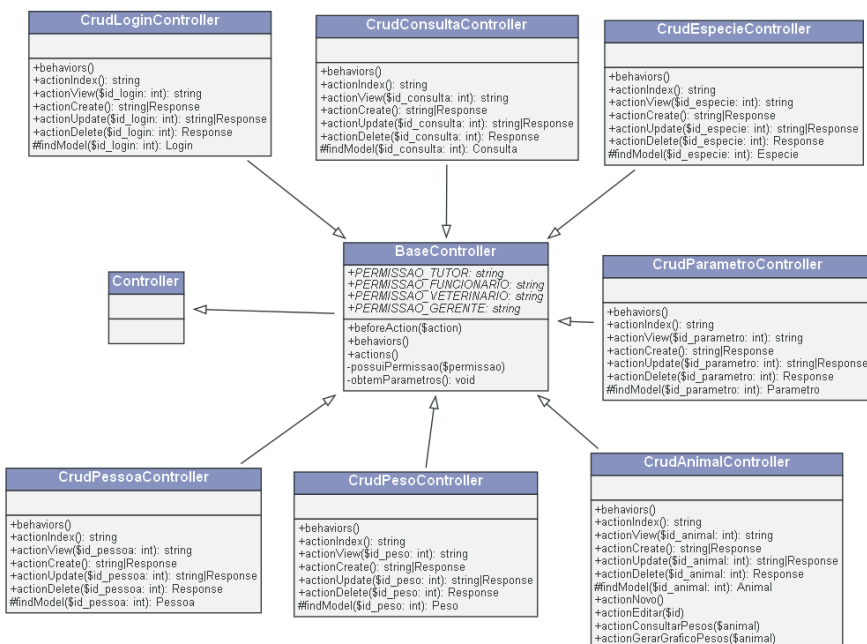 CrudLoginController
+behaviors()
+actionIndex(): string
+actionView($id_login: int): string
+actionCreate(): string|Response
+actionUpdate($id_login: int): string|Response
+actionDelete($id_login: int): Response
#findModel($id_login: int): Login
CrudConsultaController
+behaviors()
+actionIndex(): string
+actionView($id_consulta: int): string
+actionCreate(): string|Response
+actionUpdate($id_consulta: int): string|Response
+actionDelete($id_consulta: int): Response
#findModel($id_consulta: int): Consulta
CrudEspecieController
+behaviors()
+actionIndex(): string
+actionView($id_especie: int): string
+actionCreate(): string|Response
+actionUpdate($id_especie: int): string|Response
+actionDelete($id_especie: int): Response
#findModel($id_especie: int): Especie
Controller
BaseController
+PERMISSAO_TUTOR: string
+PERMISSAO_FUNCIONARIO: string
+PERMISSAO_VETERINARIO: string
+PERMISSAO_GERENTE: string
+beforeAction($action)
+behaviors()
+actions()
-possuiPermissao($permissao)
-obtemParametros(): void
CrudParametroController
+behaviors()
+actionIndex(): string
+actionView($id_parametro: int): string
+actionCreate(): string|Response
+actionUpdate($id_parametro: int): string|Response
+actionDelete($id_parametro: int): Response
#findModel($id_parametro: int): Parametro
CrudPessoaController
+behaviors()
+actionIndex(): string
+actionView($id_pessoa: int): string
+actionCreate(): string|Response
+actionUpdate($id_pessoa: int): string|Response
+actionDelete($id_pessoa: int): Response
#findModel($id_pessoa: int): Pessoa
CrudPesoController
+behaviors()
+actionIndex(): string
+actionView($id_peso: int): string
+actionCreate(): string|Response
+actionUpdate($id_peso: int): string|Response
+actionDelete($id_peso: int): Response
#findModel($id_peso: int): Peso
CrudAnimalController
+behaviors()
+actionIndex(): string
+actionView($id_animal: int): string
+actionCreate(): string|Response
+actionUpdate($id_animal: int): string|Response
+actionDelete($id_animal: int): Response
#findModel($id_animal: int): Animal
+actionNovo()
+actionEditar($id)
+actionConsultarPesos($animal)
+actionGerarGraficoPesos($animal)